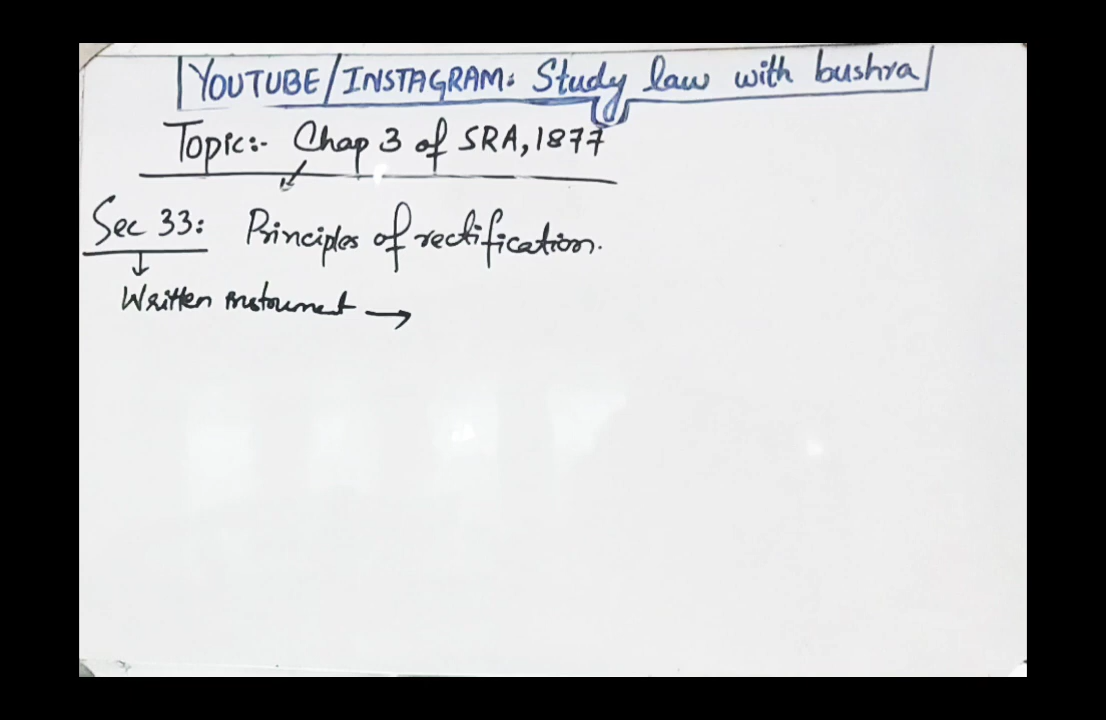 YOUTUBE/INSTAGRAM: Study law with bushra
Topic:- Chap 3 of SRA, 1877
Sec 33: Principles of rectification.
Written instrument →